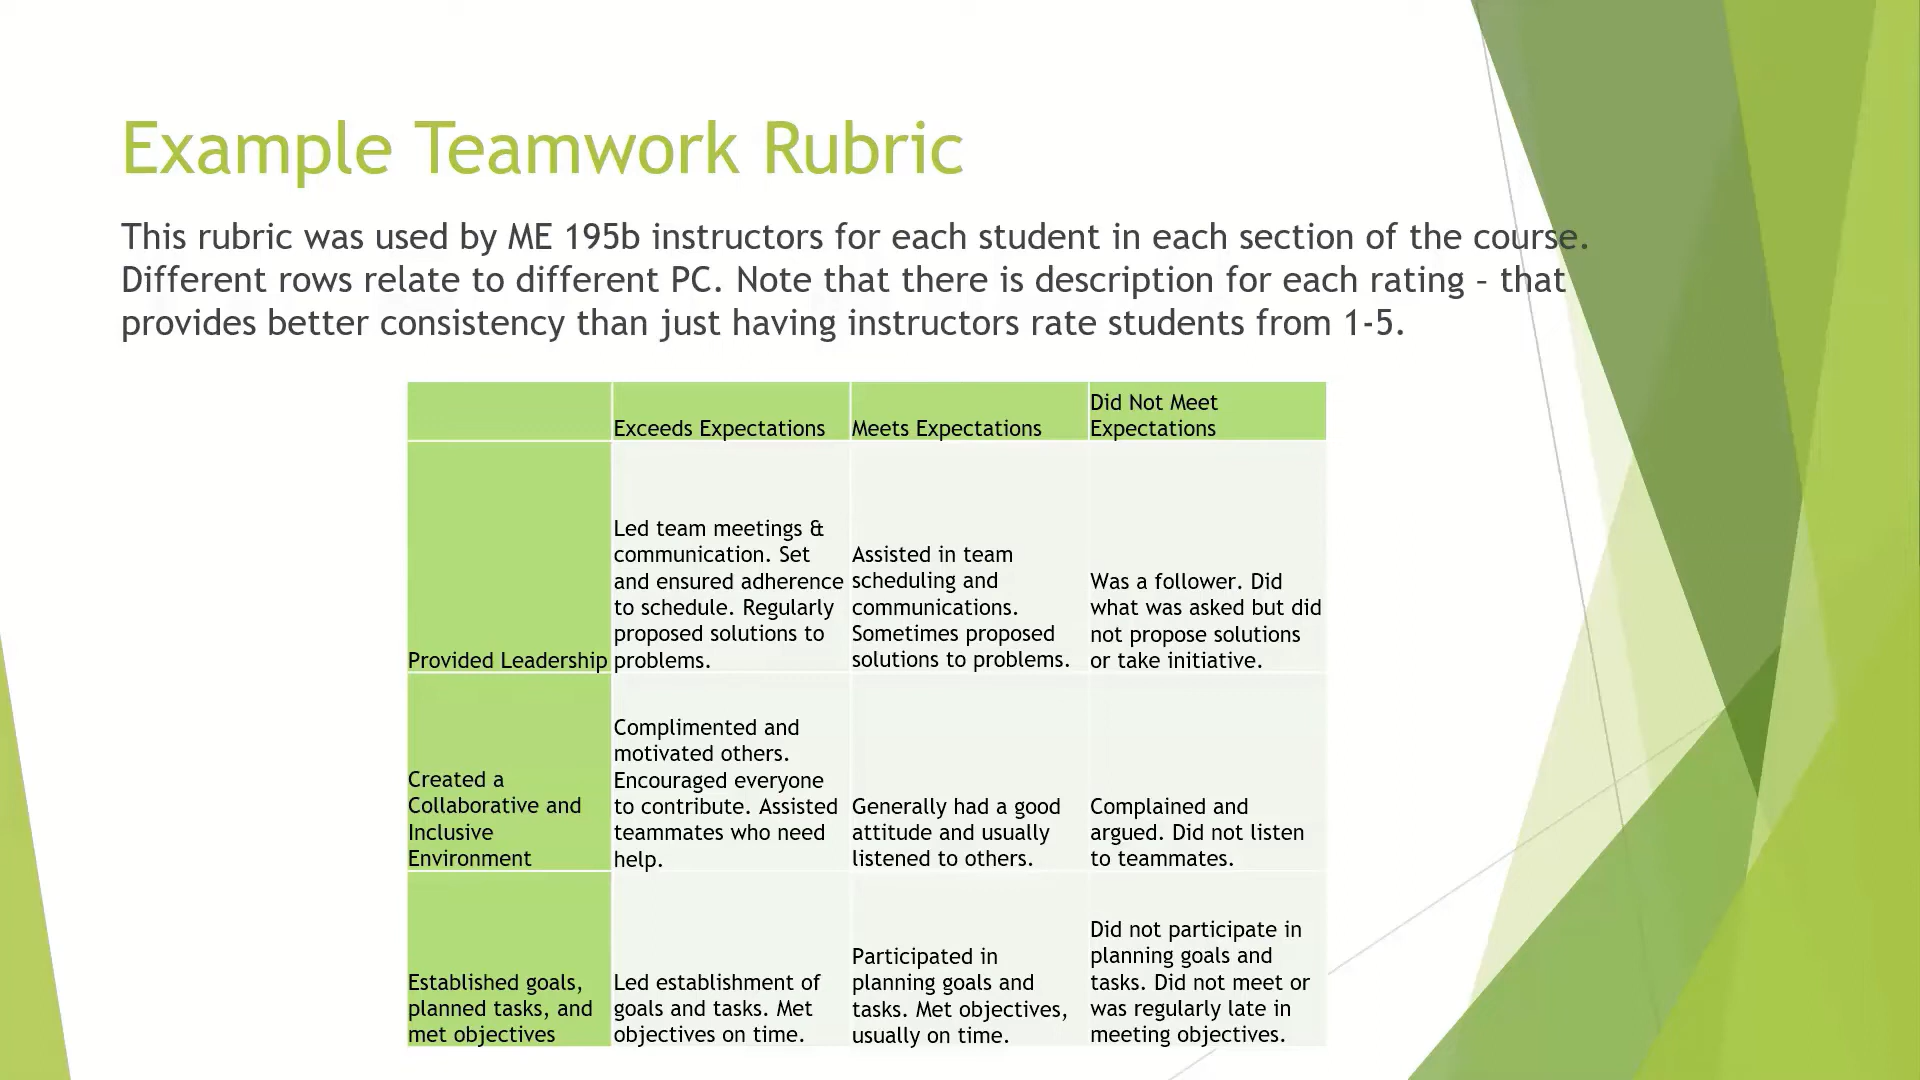 Example Teamwork Rubric
This rubric was used by ME 195b instructors for each student in each section of the course.
Different rows relate to different PC. Note that there is description for each rating – that
provides better consistency than just having instructors rate students from 1-5.
Exceeds Expectations
Meets Expectations
Did Not Meet
Expectations
Provided Leadership
Led team meetings &
communication. Set
and ensured adherence
to schedule. Regularly
proposed solutions to
problems.
Assisted in team
scheduling and
communications.
Sometimes proposed
solutions to problems.
Was a follower. Did
what was asked but did
not propose solutions
or take initiative.
Created a
Collaborative and
Inclusive
Environment
Complimented and
motivated others.
Encouraged everyone
to contribute. Assisted
teammates who need
help.
Generally had a good
attitude and usually
listened to others.
Complained and
argued. Did not listen
to teammates.
Established goals,
planned tasks, and
met objectives
Led establishment of
goals and tasks. Met
objectives on time.
Participated in
planning goals and
tasks. Met objectives,
usually on time.
Did not participate in
planning goals and
tasks. Did not meet or
was regularly late in
meeting objectives.